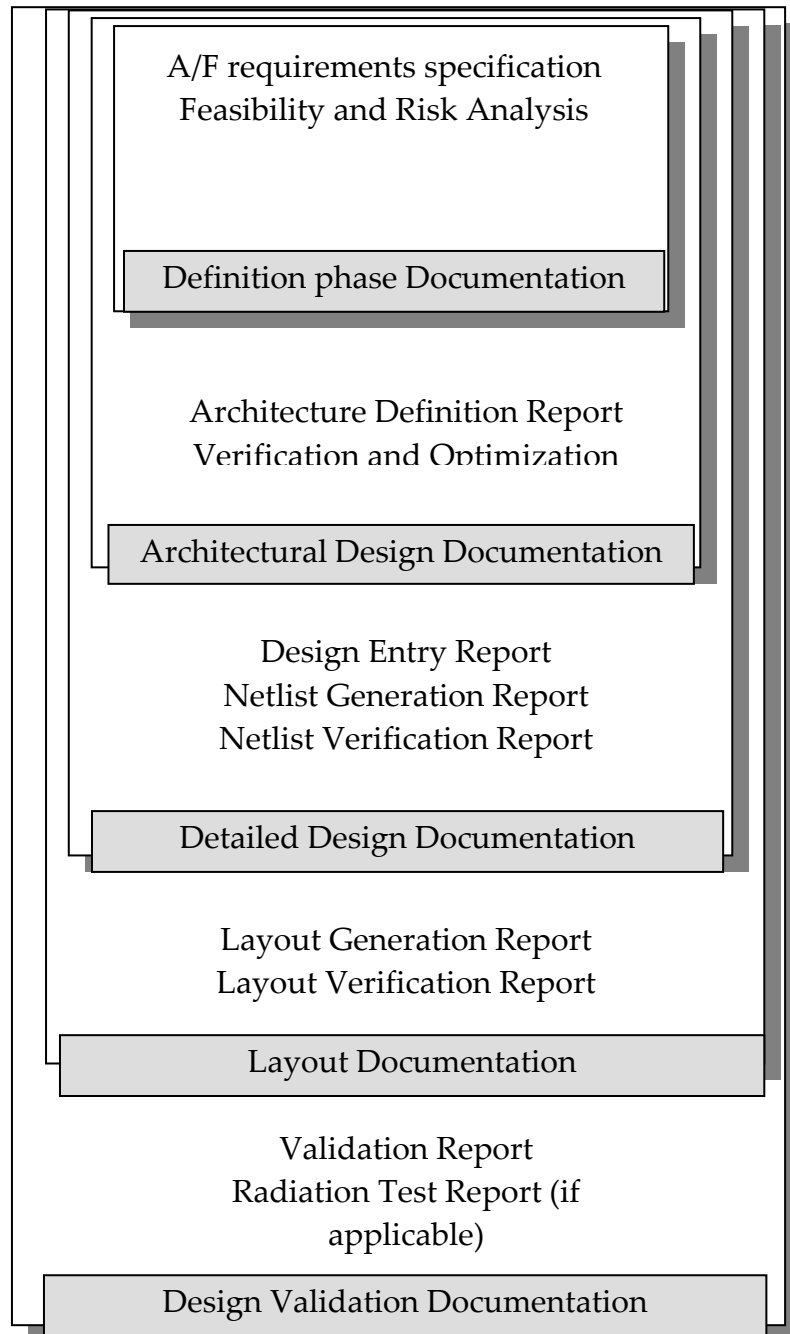 A/F requirements specification
Feasibility and Risk Analysis
Definition phase Documentation
Architecture Definition Report
Verification and Optimization
Architectural Design Documentation
Design Entry Report
Netlist Generation Report
Netlist Verification Report
Detailed Design Documentation
Layout Generation Report
Layout Verification Report
Layout Documentation
Validation Report
Radiation Test Report (if
applicable)
Design Validation Documentation